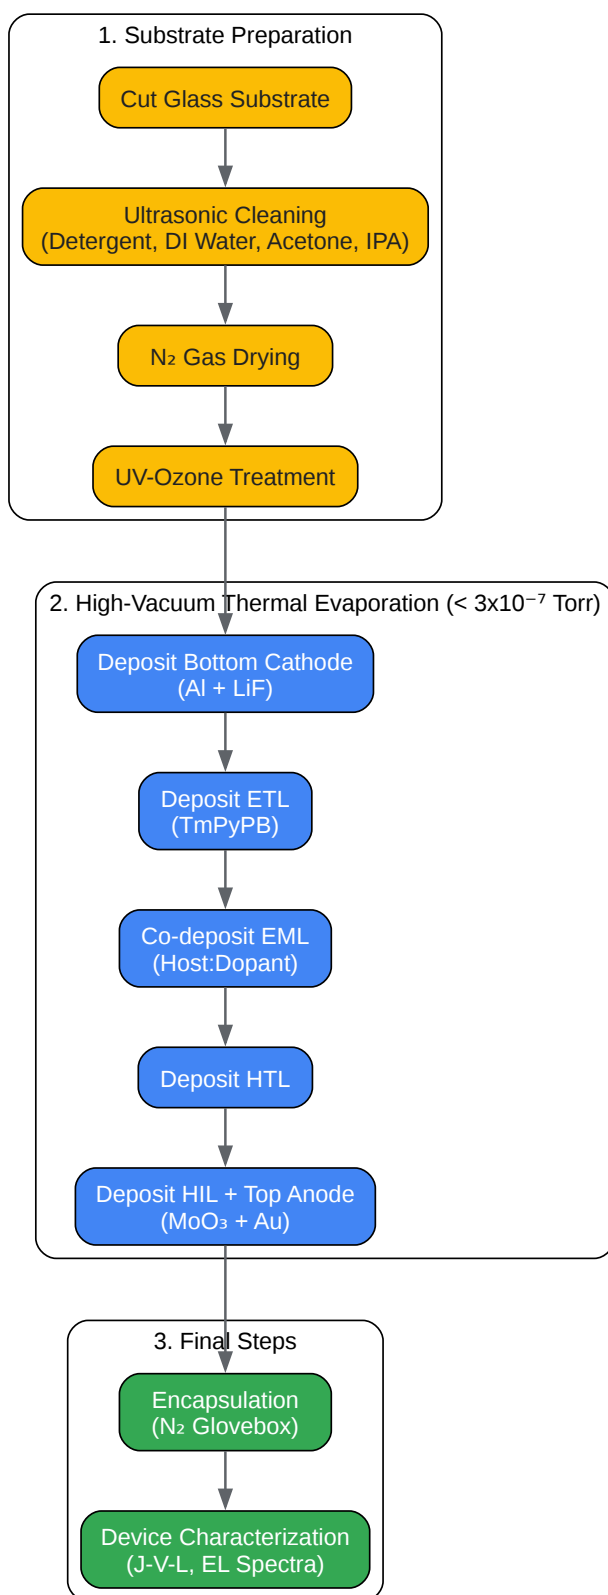 1. Substrate Preparation
Cut Glass Substrate
Ultrasonic Cleaning
(Detergent, DI Water, Acetone, IPA)
N₂ Gas Drying
UV-Ozone Treatment
2. High-Vacuum Thermal Evaporation (< 3x10⁻⁷ Torr)
Deposit Bottom Cathode
(Al + LiF)
Deposit ETL
(TmPyPB)
Co-deposit EML
(Host:Dopant)
Deposit HTL
Deposit HIL + Top Anode
(MoO₃ + Au)
3. Final Steps
Encapsulation
(N₂ Glovebox)
Device Characterization
(J-V-L, EL Spectra)